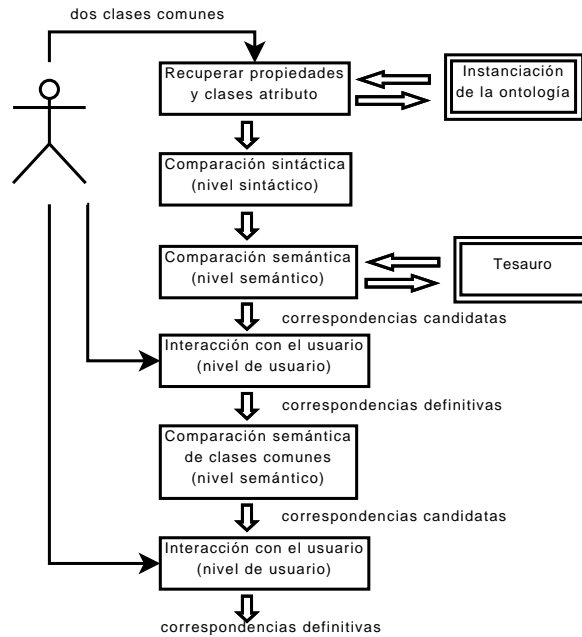 dos clases comunes
Recuperar propiedades
y clases atributo
Instanciación
de la ontología
Comparación sintáctica
(nivel sintáctico)
Comparación semántica
(nivel semántico)
Tesauro
correspondencias candidatas
Interacción con el usuario
(nivel de usuario)
correspondencias definitivas
Comparación semántica
de clases comunes
(nivel semántico)
correspondencias candidatas
Interacción con el usuario
(nivel de usuario)
correspondencias definitivas